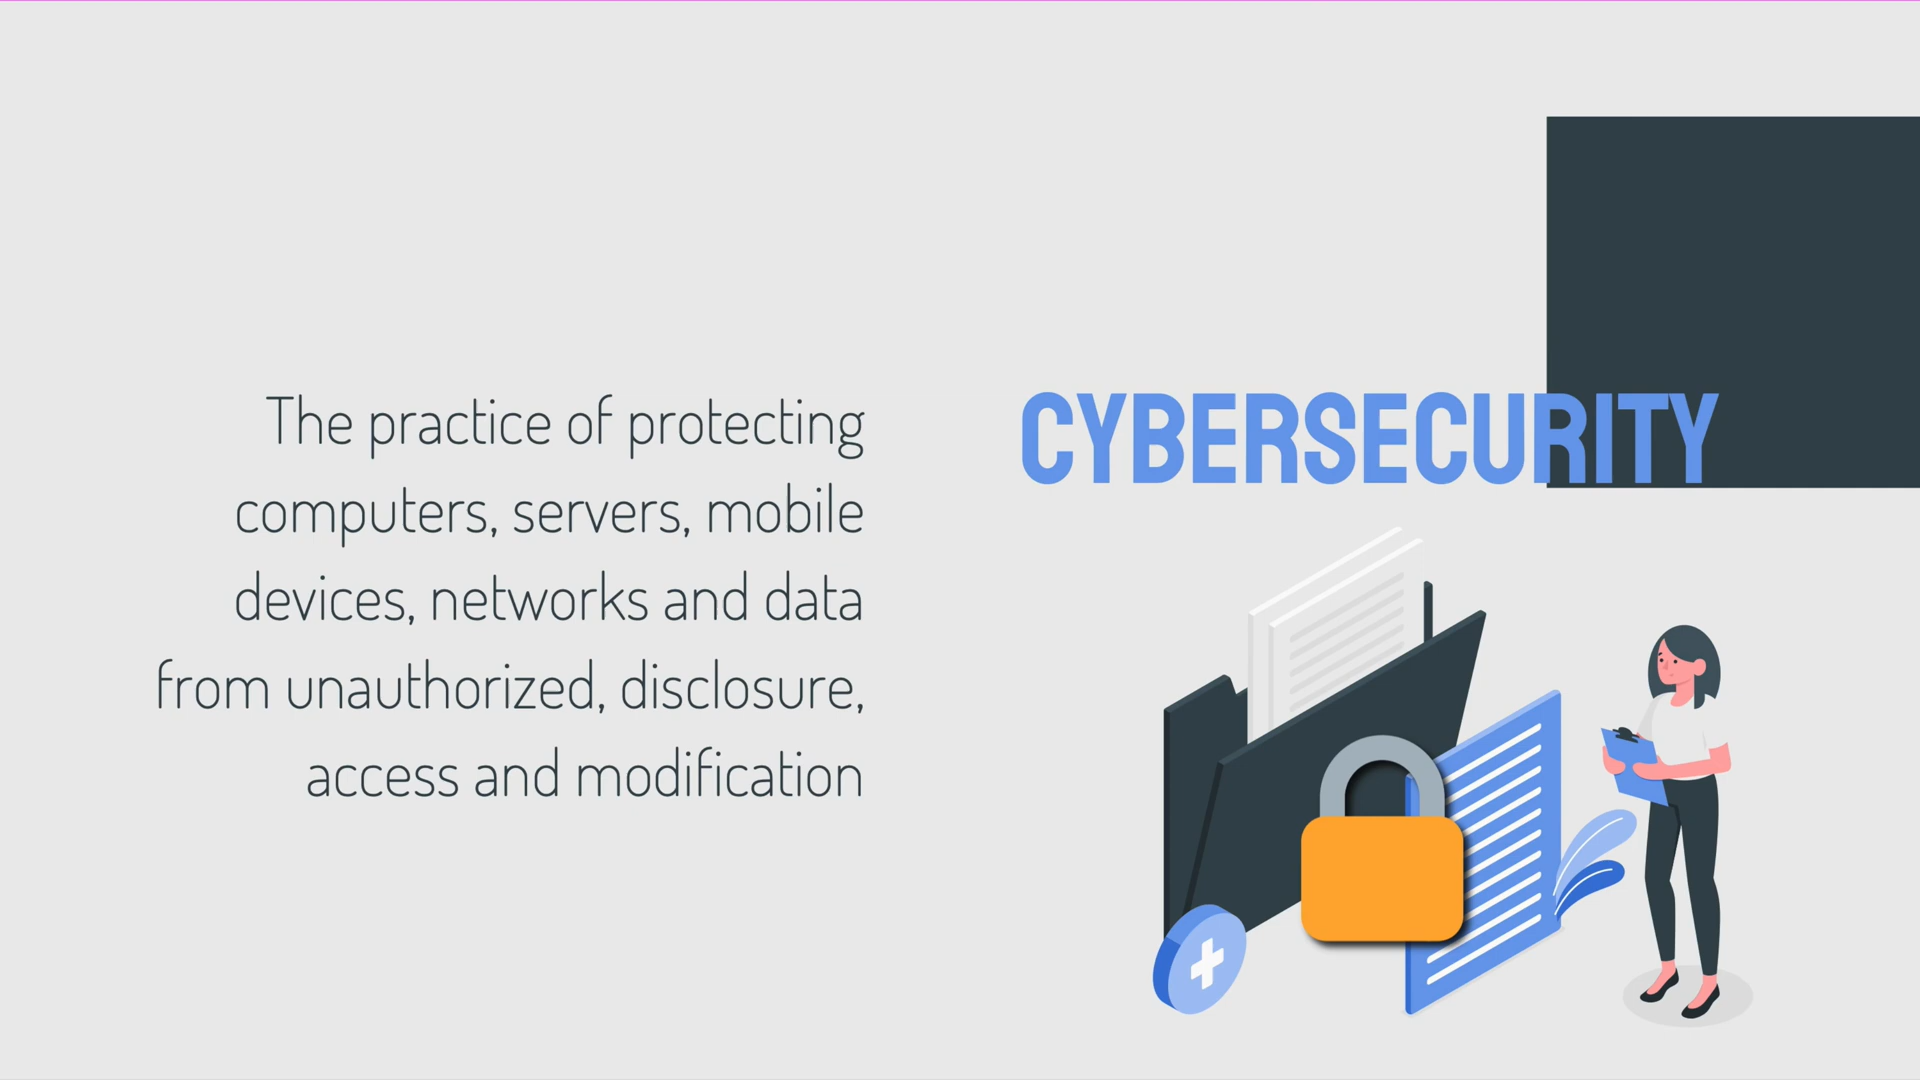 CYBERSECURITY
The practice of protecting
computers, servers, mobile
devices, networks and data
from unauthorized, disclosure,
access and modification